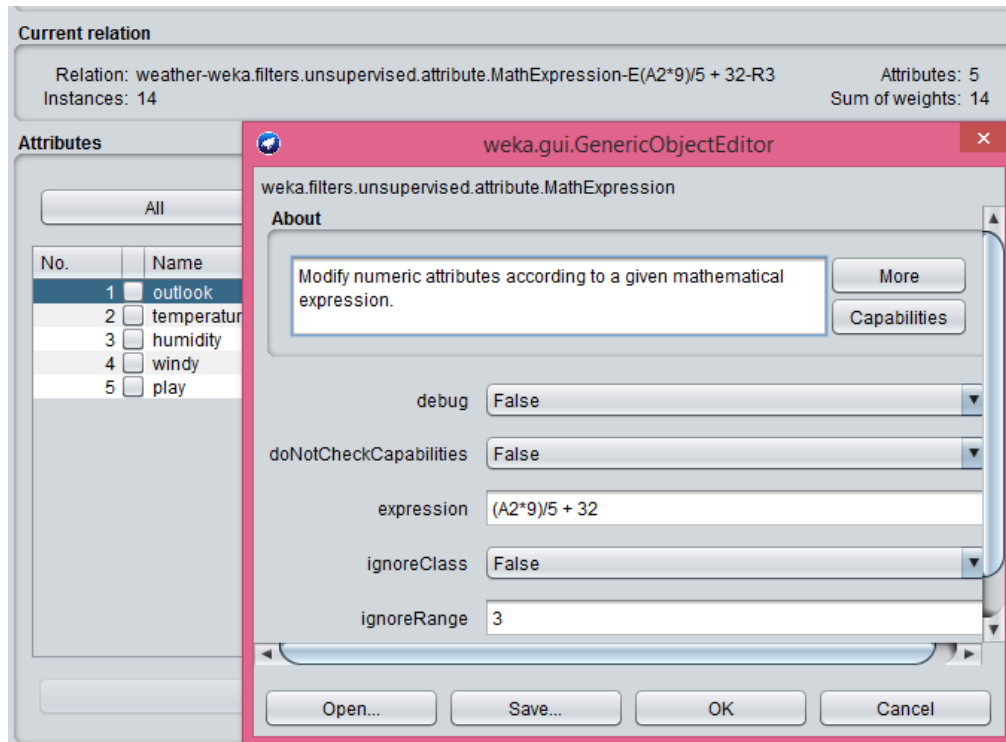 Current relation
Relation: weather-weka.filters.unsupervised.attribute.MathExpression-E(A2*9)/5 + 32-R3
Attributes: 5
Instances: 14
Sum of weights: 14
Attributes
weka.gui.GenericObjectEditor
weka.filters.unsupervised.attribute.MathExpression
About
All
Modify numeric attributes according to a given mathematical
expression.
More
Capabilities
No.
Name
1 outlook
2 temperatur
3 humidity
4 windy
5 play
debug False
doNotCheckCapabilities False
expression (A2*9)/5 + 32
ignoreClass False
ignoreRange 3
Open...
Save...
OK
Cancel